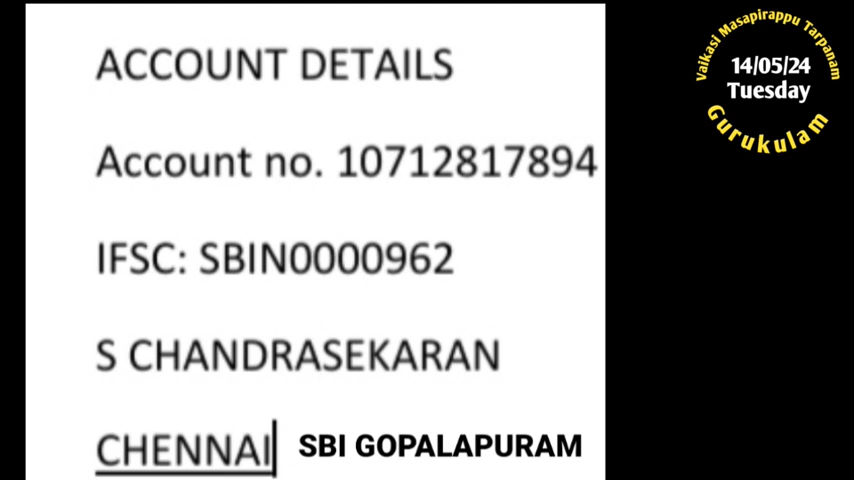 ACCOUNT DETAILS
Account no. 10712817894
IFSC: SBIN0000962
S CHANDRASEKARAN
CHENNAI SBI GOPALAPURAM
Vaikasi Masapirappu Tarpanam
14/05/24
Tuesday
Gurukulam